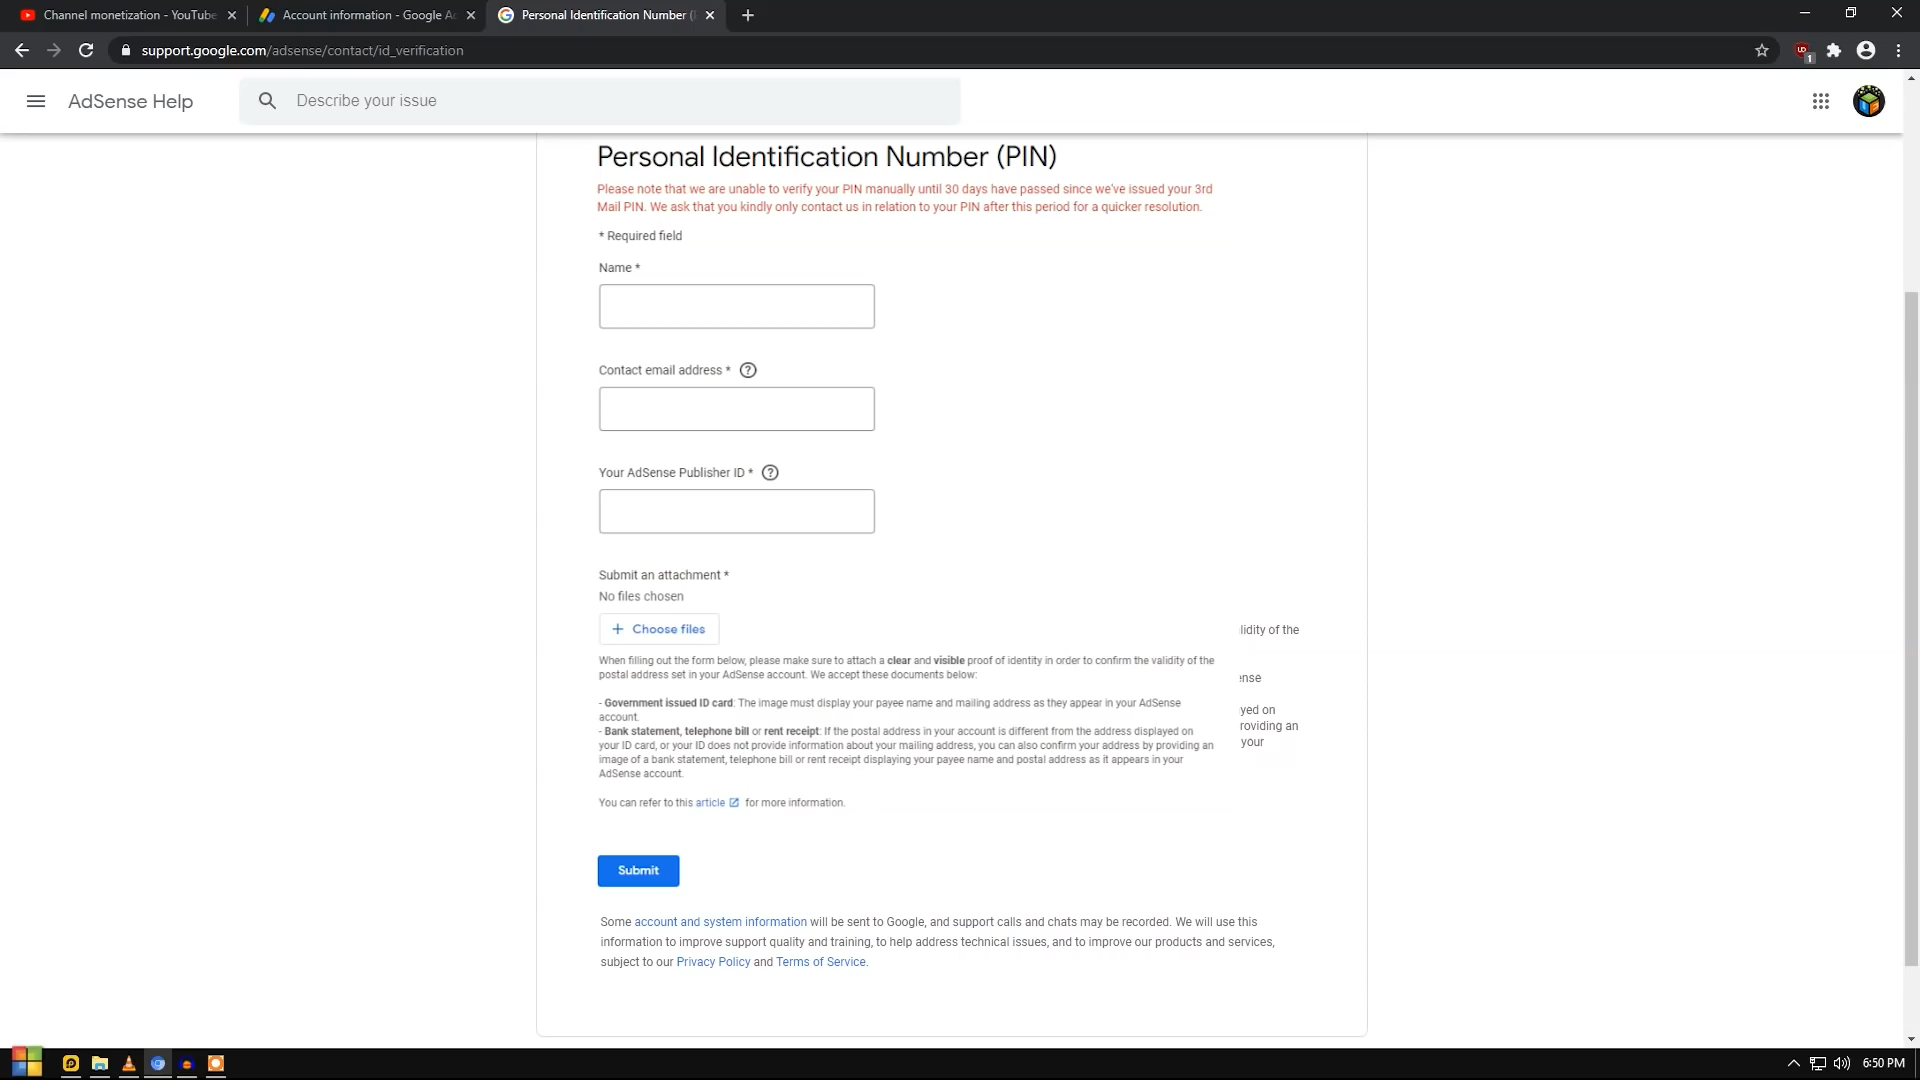 Channel monetization - YouTube
Account information - Google Ad
Personal Identification Number (
support.google.com/adsense/contact/id_verification
1
AdSense Help
Describe your issue
Personal Identification Number (PIN)
Please note that we are unable to verify your PIN manually until 30 days have passed since we've issued your 3rd
Mail PIN. We ask that you kindly only contact us in relation to your PIN after this period for a quicker resolution.
* Required field
Name *
Contact email address *
Your AdSense Publisher ID *
Submit an attachment *
No files chosen
+ Choose files
lidity of the
When filling out the form below, please make sure to attach a clear and visible proof of identity in order to confirm the validity of the
postal address set in your AdSense account. We accept these documents below:
ense
- Government issued ID card: The image must display your payee name and mailing address as they appear in your AdSense
account.
yed on
- Bank statement, telephone bill or rent receipt: If the postal address in your account is different from the address displayed on
roviding an
your ID card, or your ID does not provide information about your mailing address, you can also confirm your address by providing an
your
image of a bank statement, telephone bill or rent receipt displaying your payee name and postal address as it appears in your
AdSense account.
You can refer to this article for more information.
Submit
Some account and system information will be sent to Google, and support calls and chats may be recorded. We will use this
information to improve support quality and training, to help address technical issues, and to improve our products and services,
subject to our Privacy Policy and Terms of Service.
6:50 PM